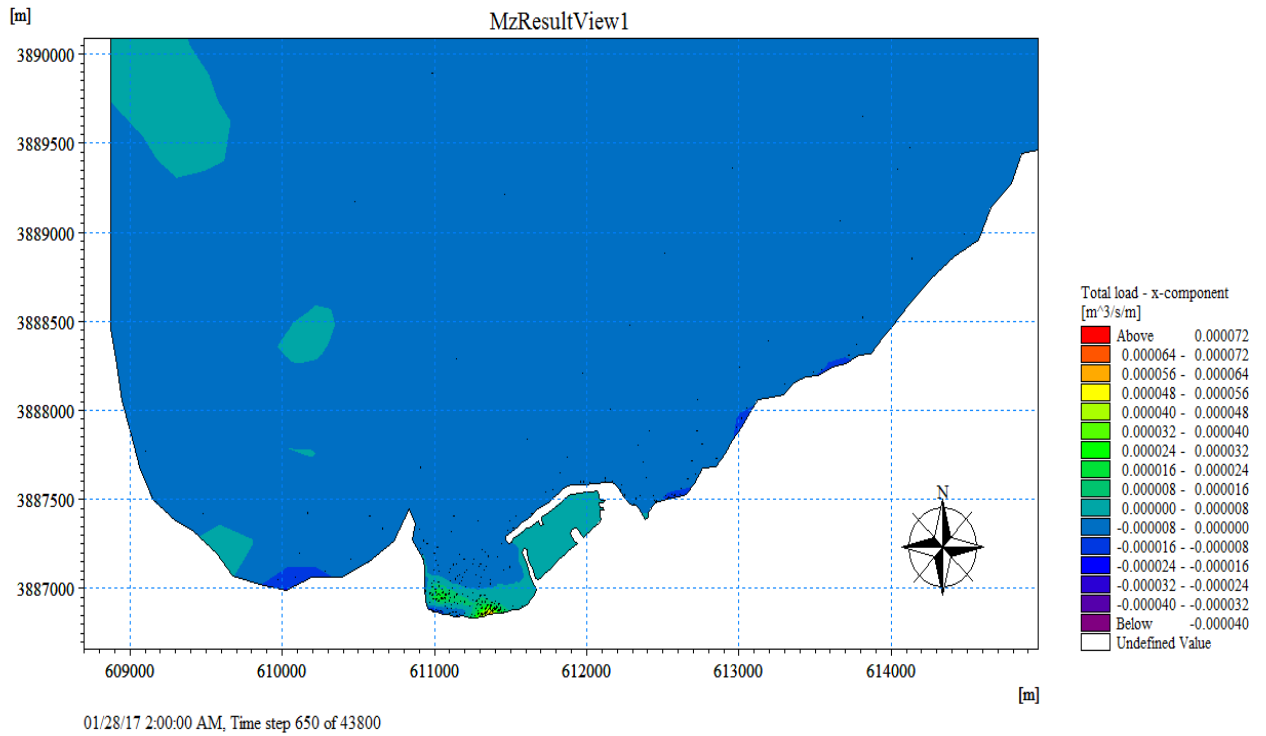 [m]
MzResultView1
3890000
3889500
3889000
3888500
3888000
3887500
3887000
609000 610000 611000 612000 613000 614000
[m]
N
Total load - x-component
[m^3/s/m]
Above 0.000072
0.000064 - 0.000072
0.000056 - 0.000064
0.000048 - 0.000056
0.000040 - 0.000048
0.000032 - 0.000040
0.000024 - 0.000032
0.000016 - 0.000024
0.000008 - 0.000016
0.000000 - 0.000008
-0.000008 - 0.000000
-0.000016 - -0.000008
-0.000024 - -0.000016
-0.000032 - -0.000024
-0.000040 - -0.000032
Below -0.000040
Undefined Value
01/28/17 2:00:00 AM, Time step 650 of 43800